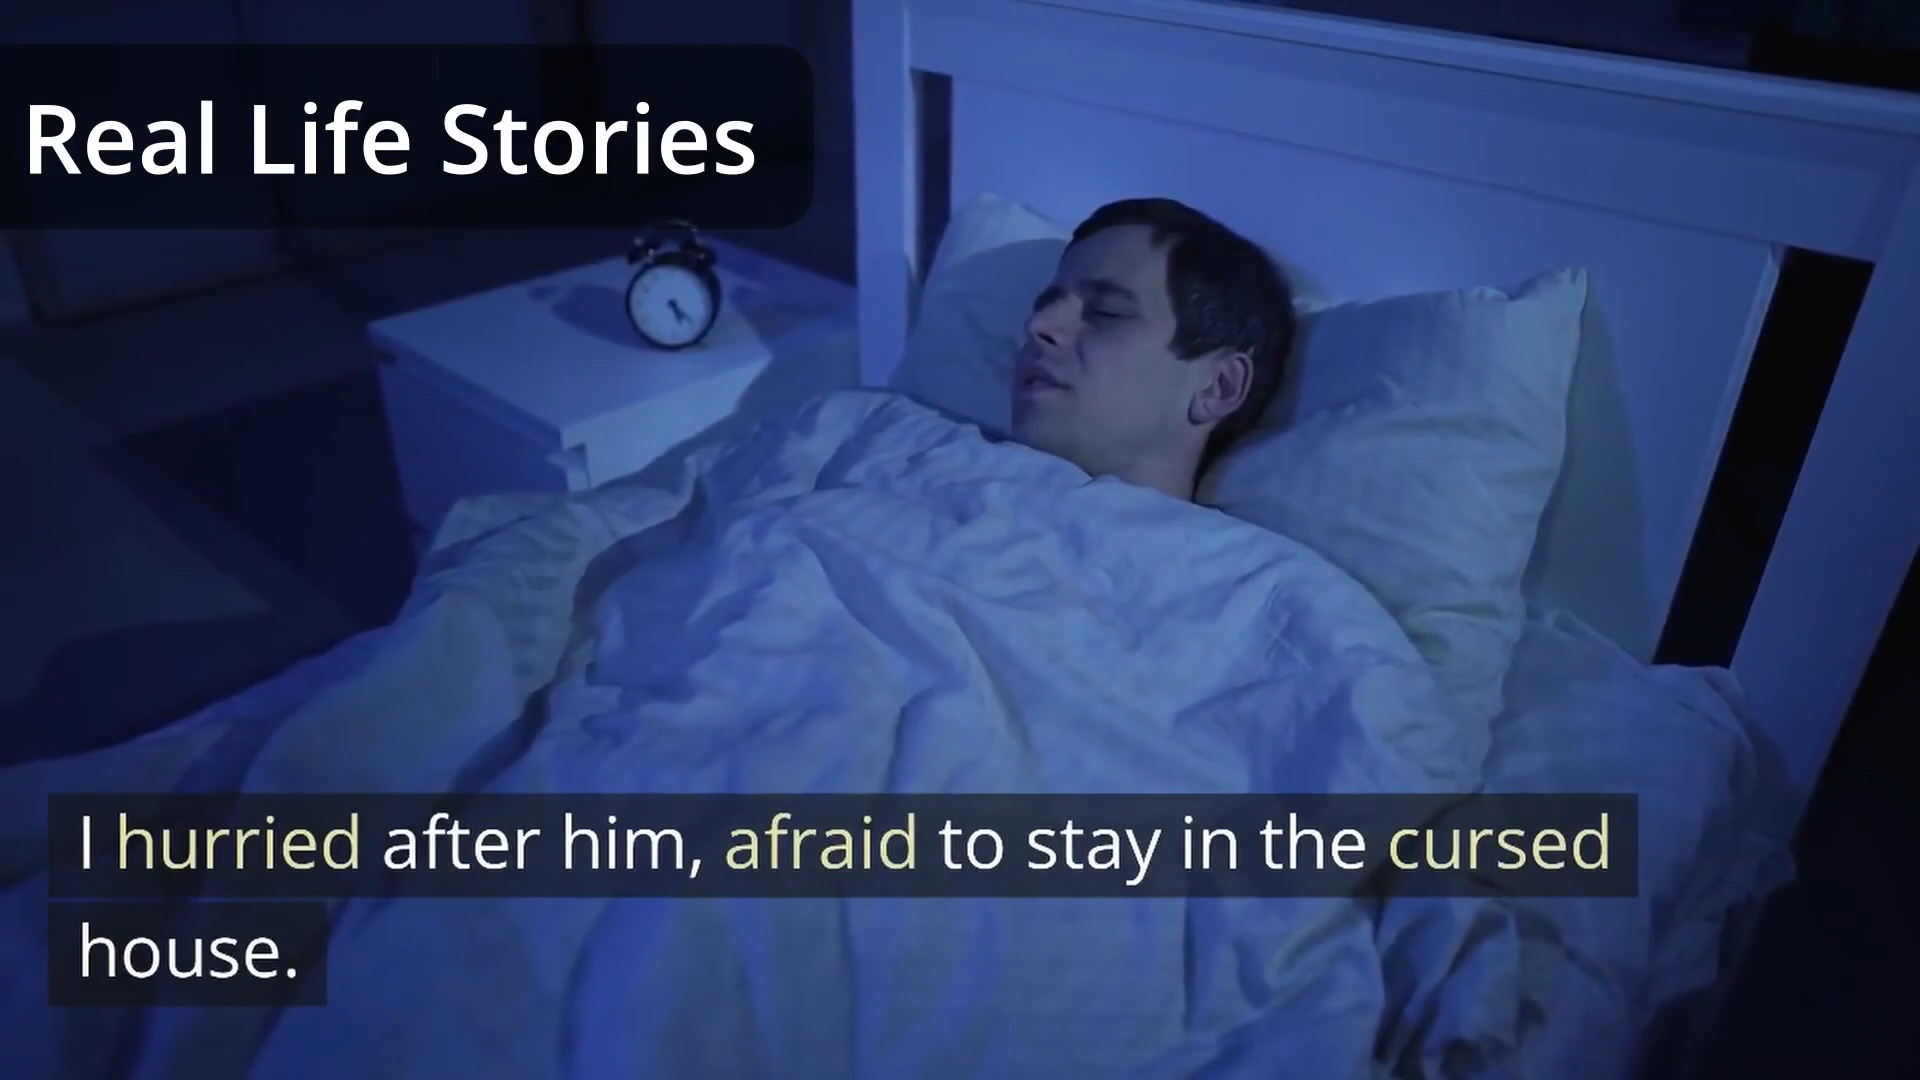 Real Life Stories
I hurried after him, afraid to stay in the cursed
house.